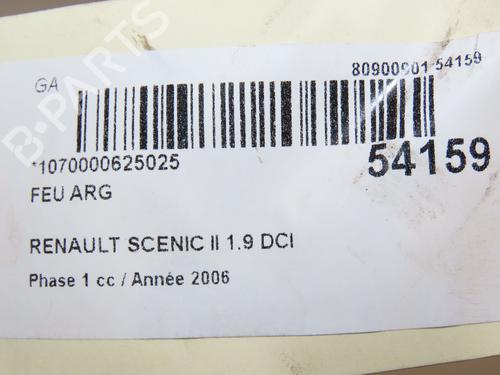 GA
80900001 54159
*1070000625025
54159
FEU ARG
RENAULT SCENIC II 1.9 DCI
Phase 1 cc / Année 2006
B-PARTS